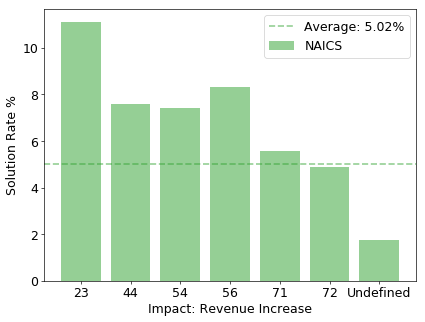 Average: 5.02%
NAICS
Solution Rate %
10
8
6
4
2
0
23 44 54 56 71 72 Undefined
Impact: Revenue Increase